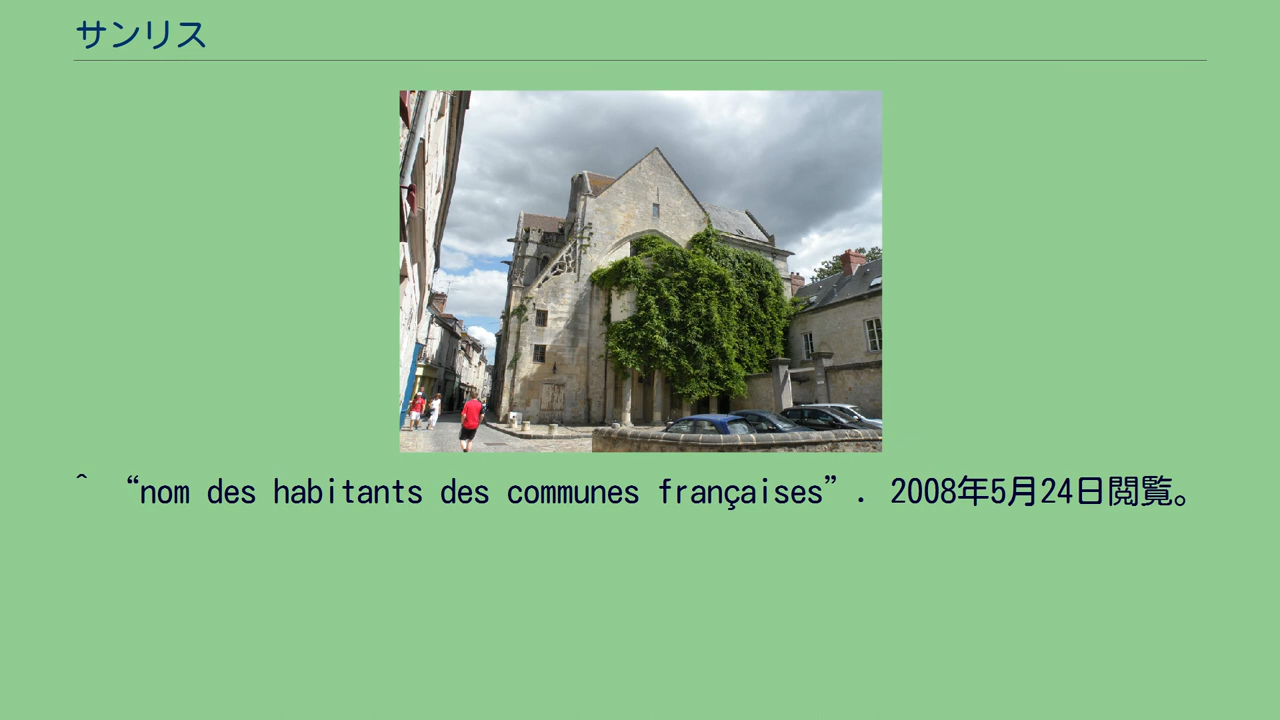 サンリス
^ “nom des habitants des communes françaises”. 2008年5月24日閲覧。